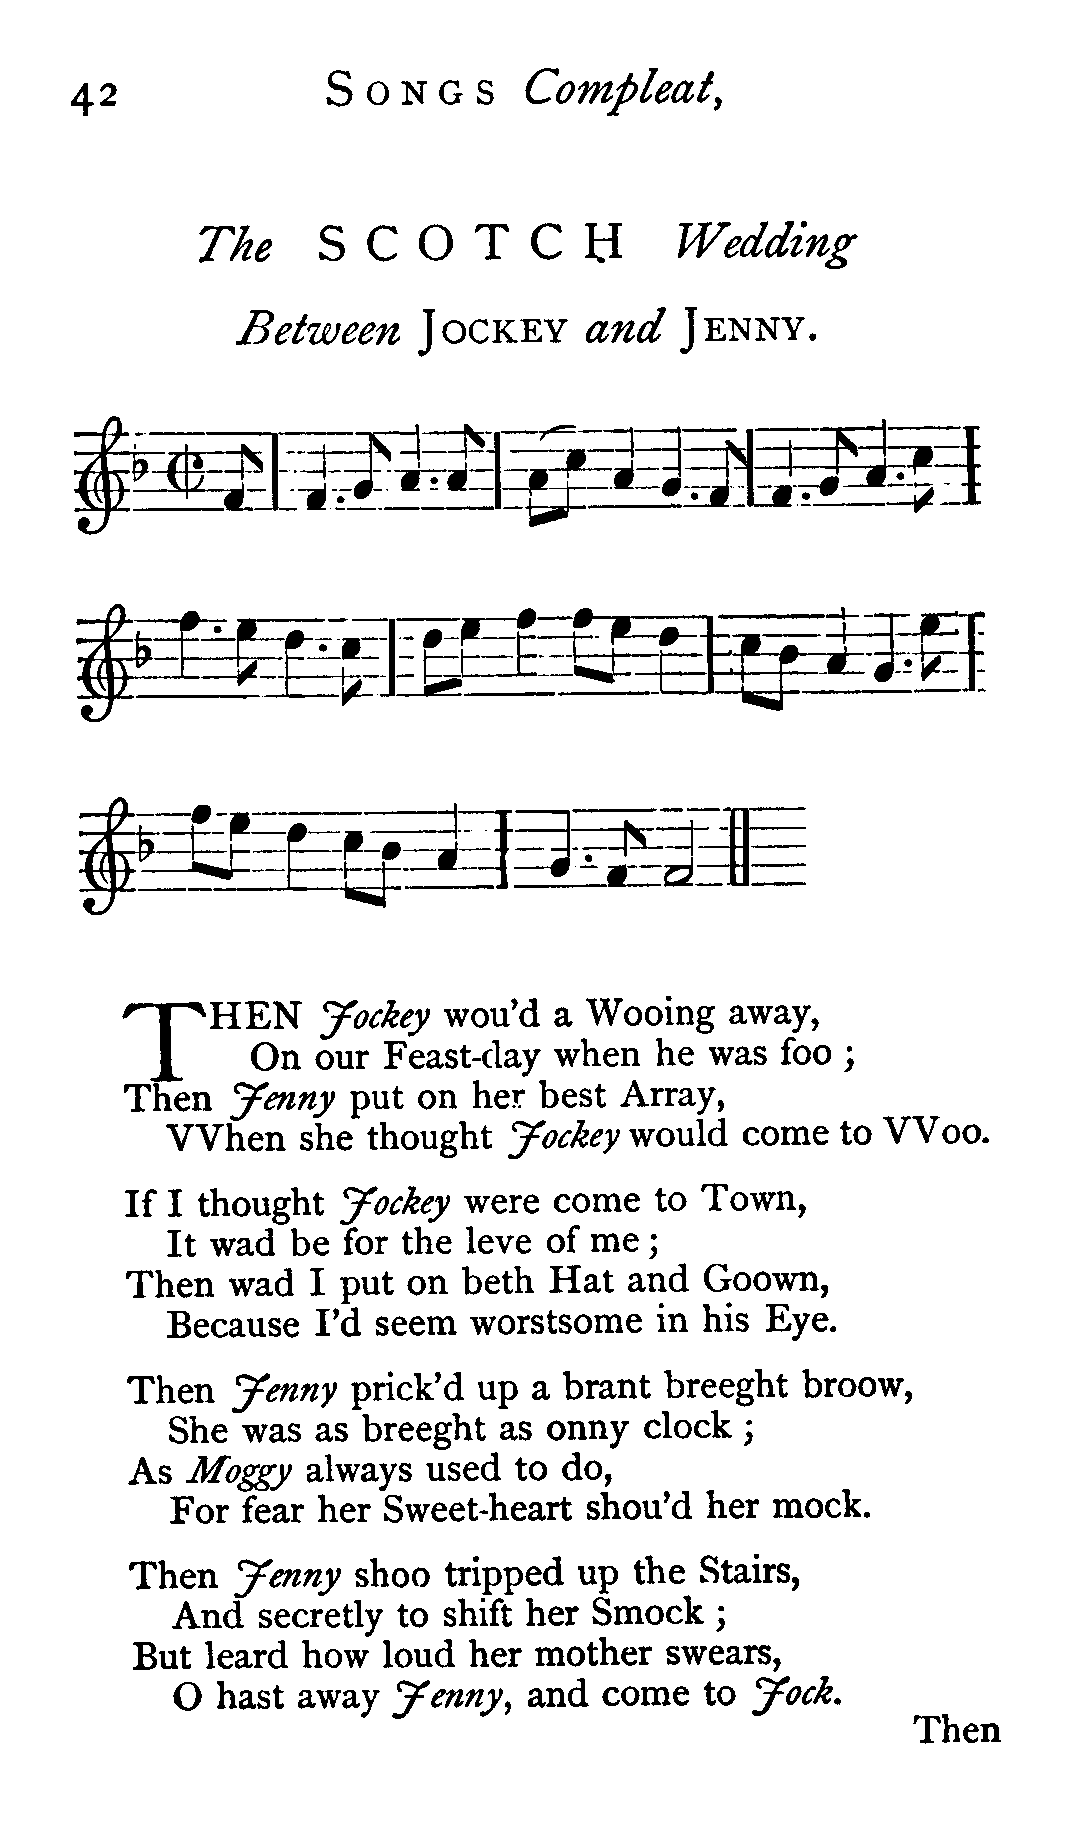 42 SONGS Compleat,
The SCOTCH Wedding
Between JOCKEY and JENNY.
THEN Jockey wou'd a Wooing away,
On our Feast-day when he was foo ;
Then Jenny put on her best Array,
VVhen she thought Jockey would come to VVoo.
If I thought Jockey were come to Town,
It wad be for the leve of me ;
Then wad I put on beth Hat and Goown,
Because I'd seem worstsome in his Eye.
Then Jenny prick'd up a brant breeght broow,
She was as breeght as onny clock ;
As Moggy always used to do,
For fear her Sweet-heart shou'd her mock.
Then Jenny shoo tripped up the Stairs,
And secretly to shift her Smock ;
But leard how loud her mother swears,
O hast away Jenny, and come to Jock.
Then